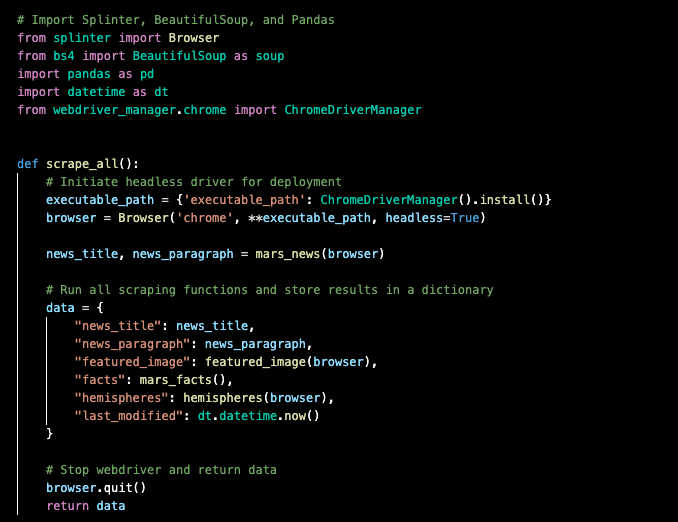 # Import Splinter, BeautifulSoup, and Pandas
from splinter import Browser
from bs4 import BeautifulSoup as soup
import pandas as pd
import datetime as dt
from webdriver_manager.chrome import ChromeDriverManager
def scrape_all():
    # Initiate headless driver for deployment
    executable_path = {'executable_path': ChromeDriverManager().install()}
    browser = Browser('chrome', **executable_path, headless=True)
    news_title, news_paragraph = mars_news(browser)
    # Run all scraping functions and store results in a dictionary
    data = {
        "news_title": news_title,
        "news_paragraph": news_paragraph,
        "featured_image": featured_image(browser),
        "facts": mars_facts(),
        "hemispheres": hemispheres(browser),
        "last_modified": dt.datetime.now()
    }
    # Stop webdriver and return data
    browser.quit()
    return data